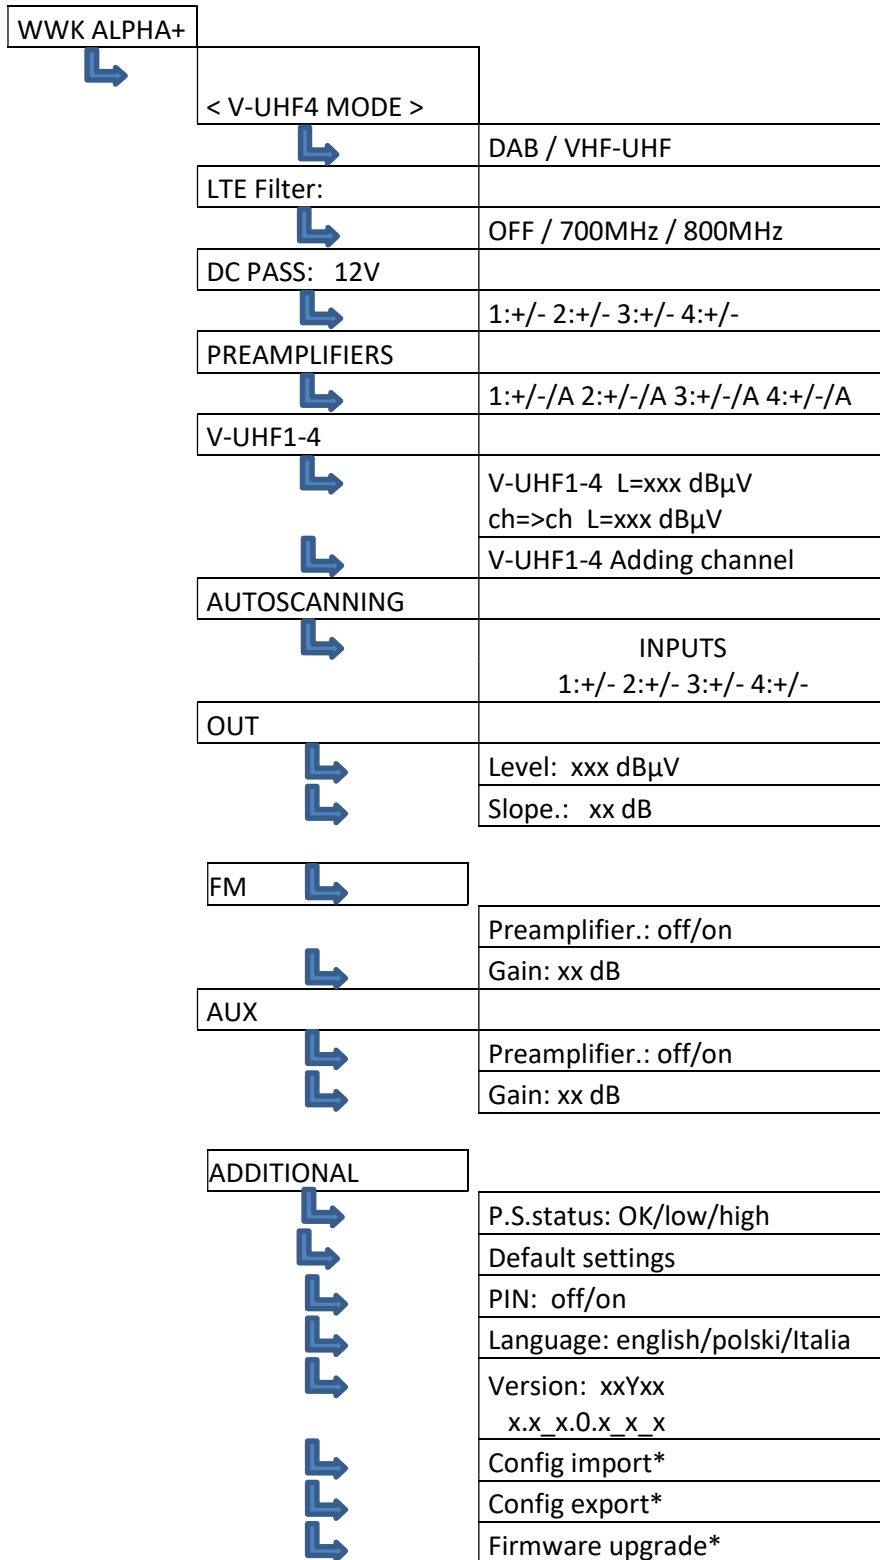 WWK ALPHA+
< V-UHF4 MODE >
DAB / VHF-UHF
LTE Filter:
OFF / 700MHz / 800MHz
DC PASS:   12V
1:+/- 2:+/- 3:+/- 4:+/-
PREAMPLIFIERS
1:+/-/A 2:+/-/A 3:+/-/A 4:+/-/A
V-UHF1-4
V-UHF1-4  L=xxx dBµV
ch=>ch  L=xxx dBµV
V-UHF1-4 Adding channel
AUTOSCANNING
INPUTS
1:+/- 2:+/- 3:+/- 4:+/-
OUT
Level:  xxx dBµV
Slope.:   xx dB
FM
Preamplifier.: off/on
Gain: xx dB
AUX
Preamplifier.: off/on
Gain: xx dB
ADDITIONAL
P.S.status: OK/low/high
Default settings
PIN:  off/on
Language: english/polski/Italia
Version:  xxYxx
x.x_x.0.x_x_x
Config import*
Config export*
Firmware upgrade*